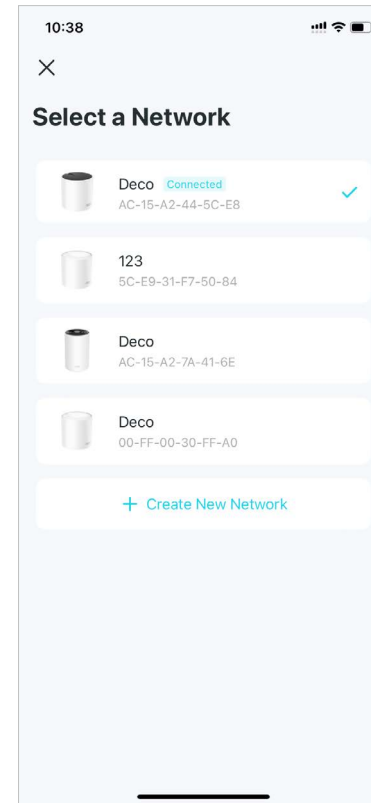 10:38
Select a Network
Deco Connected
AC-15-A2-44-5C-E8
123
5C-E9-31-F7-50-84
Deco
AC-15-A2-7A-41-6E
Deco
00-FF-00-30-FF-A0
+ Create New Network